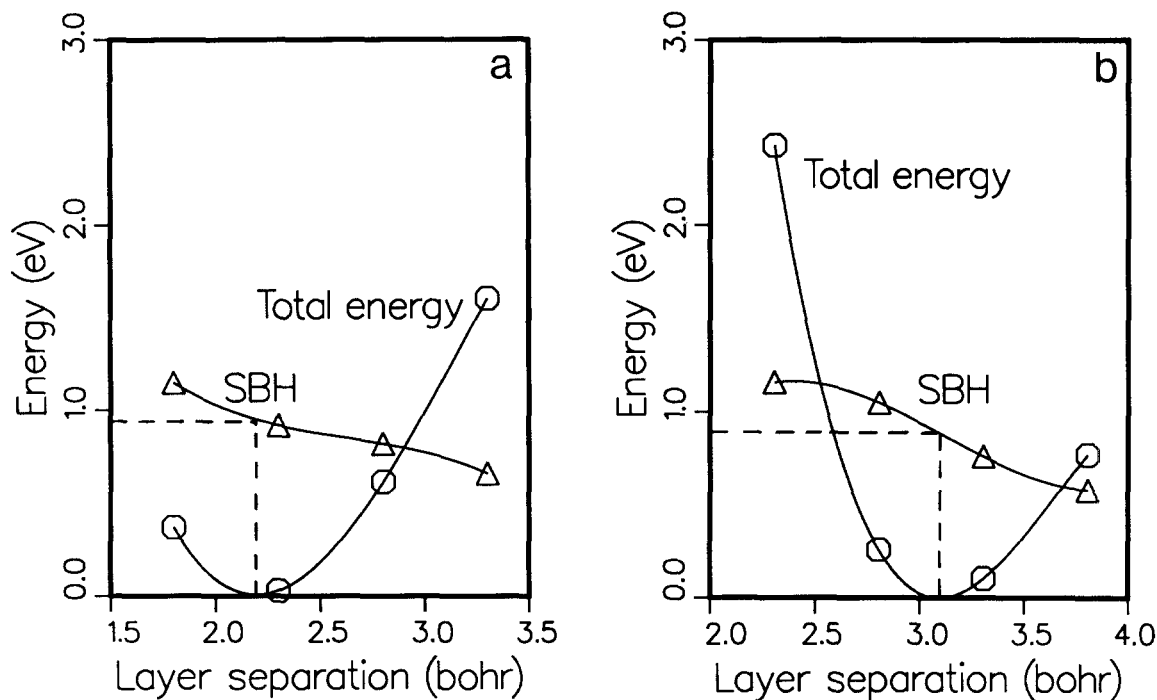 a
3.0
2.0
1.0
0.0
Energy (eV)
Total energy
SBH
1.5 2.0 2.5 3.0 3.5
Layer separation (bohr)
b
3.0
2.0
1.0
0.0
Energy (eV)
Total energy
SBH
2.0 2.5 3.0 3.5 4.0
Layer separation (bohr)